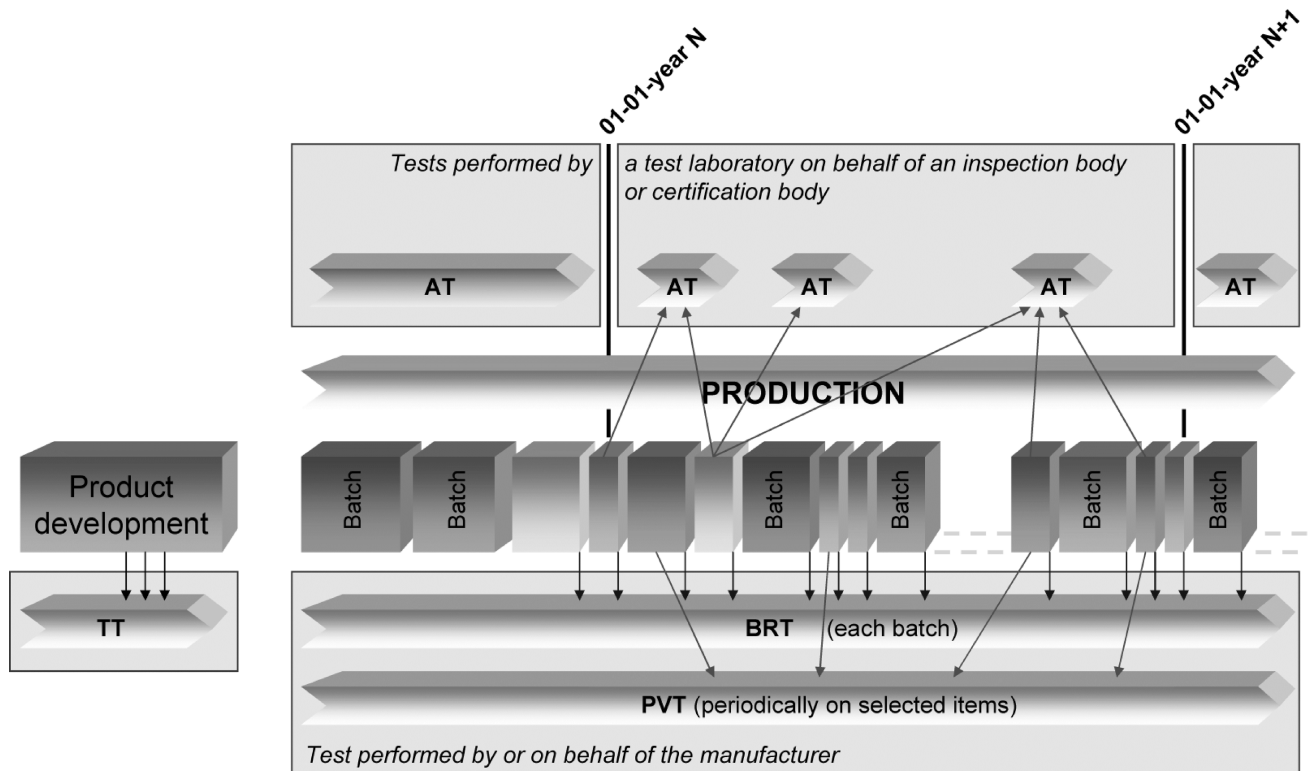 01-01-year N
01-01-year N+1
Tests performed by
a test laboratory on behalf of an inspection body
or certification body
AT
AT
AT
AT
AT
PRODUCTION
Product
development
Batch
Batch
Batch
Batch
Batch
Batch
TT
BRT (each batch)
PVT (periodically on selected items)
Test performed by or on behalf of the manufacturer